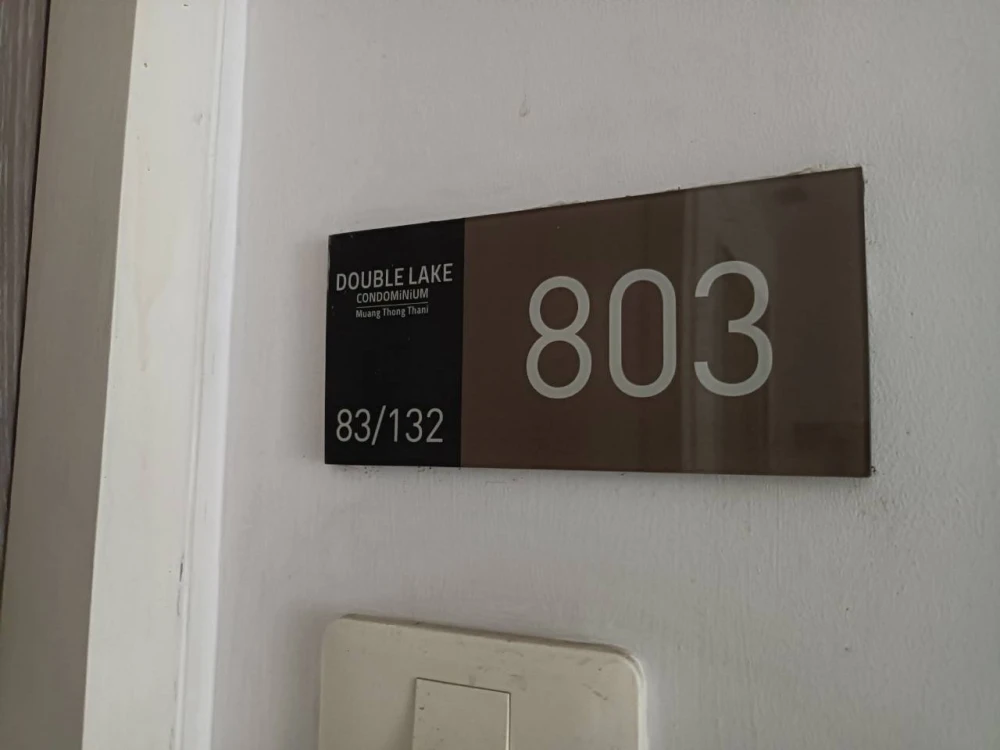 DOUBLE LAKE
CONDOMiNiUM
Muang Thong Thani
83/132
803